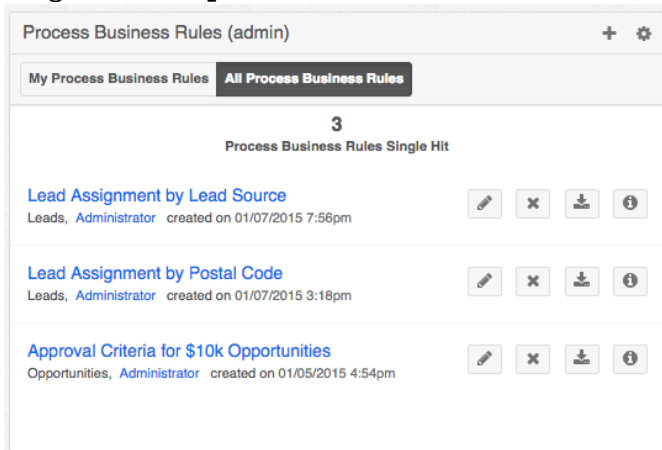 Process Business Rules (admin)
My Process Business Rules All Process Business Rules
3
Process Business Rules Single Hit
Lead Assignment by Lead Source
Leads, Administrator created on 01/07/2015 7:56pm
Lead Assignment by Postal Code
Leads, Administrator created on 01/07/2015 3:18pm
Approval Criteria for $10k Opportunities
Opportunities, Administrator created on 01/05/2015 4:54pm